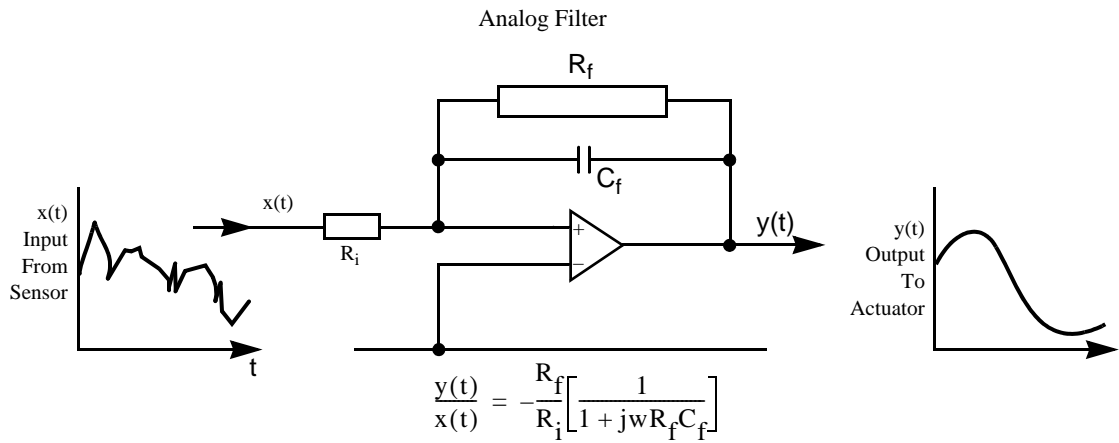 Analog Filter
R_f
C_f
x(t)
Input
From
Sensor
t
x(t)
R_i
+
−
y(t)
y(t)
Output
To
Actuator
y(t)/x(t) = -R_f/R_i[1/(1 + jwR_fC_f)]